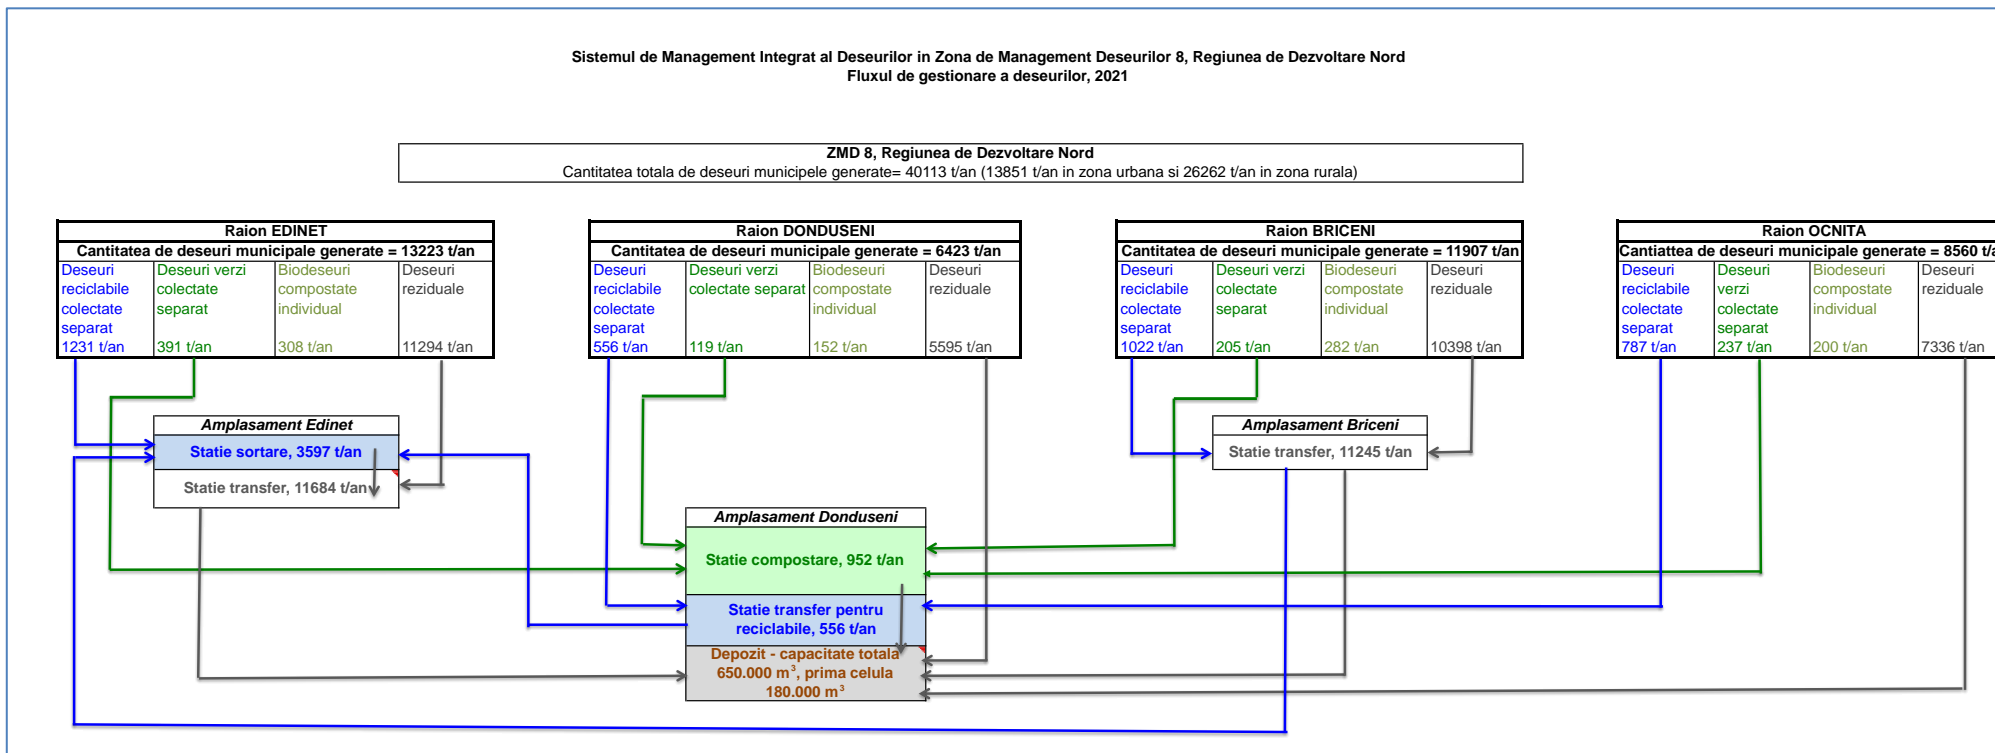 Sistemul de Management Integrat al Deseurilor in Zona de Management Deseurilor 8, Regiunea de Dezvoltare Nord
Fluxul de gestionare a deseurilor, 2021
ZMD 8, Regiunea de Dezvoltare Nord
Cantitatea totala de deseuri municipele generate= 40113 t/an (13851 t/an in zona urbana si 26262 t/an in zona rurala)
Raion EDINET
Cantitatea de deseuri municipale generate = 13223 t/an
Deseuri
reciclabile
colectate
separat
1231 t/an
Deseuri verzi
colectate
separat
391 t/an
Biodeseuri
compostate
individual
308 t/an
Deseuri
reziduale
11294 t/an
Raion DONDUSENI
Cantitatea de deseuri municipale generate = 6423 t/an
Deseuri
reciclabile
colectate
separat
556 t/an
Deseuri verzi
colectate separat
119 t/an
Biodeseuri
compostate
individual
152 t/an
Deseuri
reziduale
5595 t/an
Raion BRICENI
Cantitatea de deseuri municipale generate = 11907 t/an
Deseuri
reciclabile
colectate
separat
1022 t/an
Deseuri verzi
colectate
separat
205 t/an
Biodeseuri
compostate
individual
282 t/an
Deseuri
reziduale
10398 t/an
Raion OCNITA
Cantiattea de deseuri municipale generate = 8560 t/a
Deseuri
reciclabile
colectate
separat
787 t/an
Deseuri
verzi
colectate
separat
237 t/an
Biodeseuri
compostate
individual
200 t/an
Deseuri
reziduale
7336 t/an
Amplasament Edinet
Statie sortare, 3597 t/an
Statie transfer, 11684 t/an
Amplasament Briceni
Statie transfer, 11245 t/an
Amplasament Donduseni
Statie compostare, 952 t/an
Statie transfer pentru
reciclabile, 556 t/an
Depozit - capacitate totala
650.000 m³, prima celula
180.000 m³